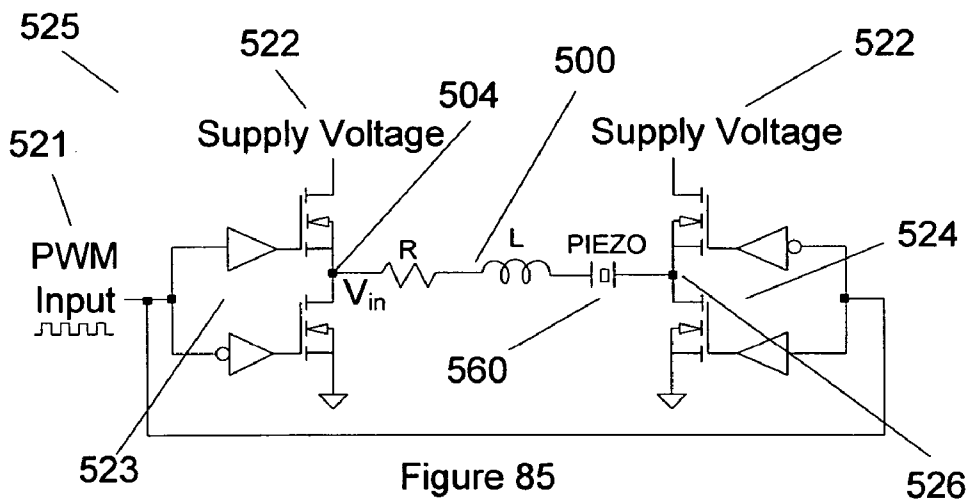 525
522
504
500
522
521
Supply Voltage
Supply Voltage
PWM
Input
R
L
PIEZO
Vin
524
560
523
Figure 85
526